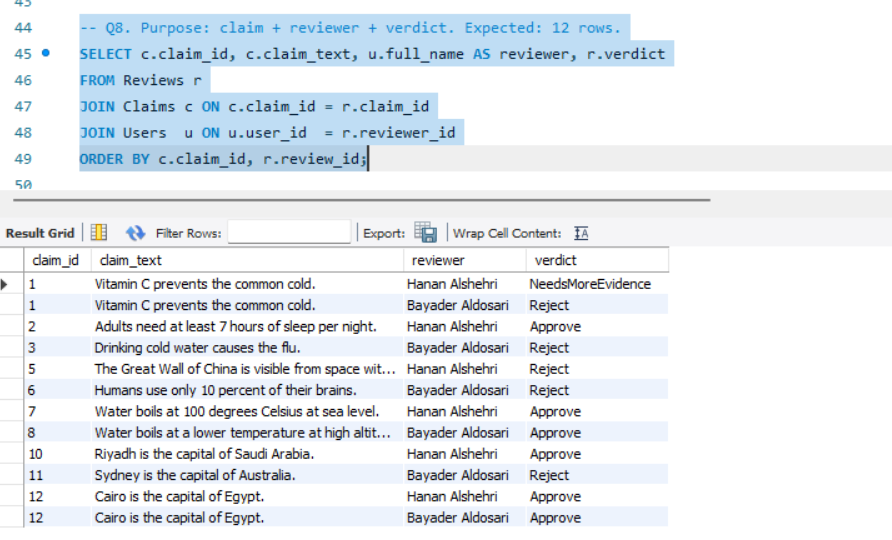 43
44 -- Q8. Purpose: claim + reviewer + verdict. Expected: 12 rows.
45 SELECT c.claim_id, c.claim_text, u.full_name AS reviewer, r.verdict
46 FROM Reviews r
47 JOIN Claims c ON c.claim_id = r.claim_id
48 JOIN Users  u ON u.user_id  = r.reviewer_id
49 ORDER BY c.claim_id, r.review_id;
50
Result Grid Filter Rows: Export: Wrap Cell Content:
claim_id claim_text reviewer verdict
1 Vitamin C prevents the common cold. Hanan Alshehri NeedsMoreEvidence
1 Vitamin C prevents the common cold. Bayader Aldosari Reject
2 Adults need at least 7 hours of sleep per night. Hanan Alshehri Approve
3 Drinking cold water causes the flu. Bayader Aldosari Reject
5 The Great Wall of China is visible from space wit... Hanan Alshehri Reject
6 Humans use only 10 percent of their brains. Bayader Aldosari Reject
7 Water boils at 100 degrees Celsius at sea level. Hanan Alshehri Approve
8 Water boils at a lower temperature at high altit... Bayader Aldosari Approve
10 Riyadh is the capital of Saudi Arabia. Hanan Alshehri Approve
11 Sydney is the capital of Australia. Bayader Aldosari Reject
12 Cairo is the capital of Egypt. Hanan Alshehri Approve
12 Cairo is the capital of Egypt. Bayader Aldosari Approve